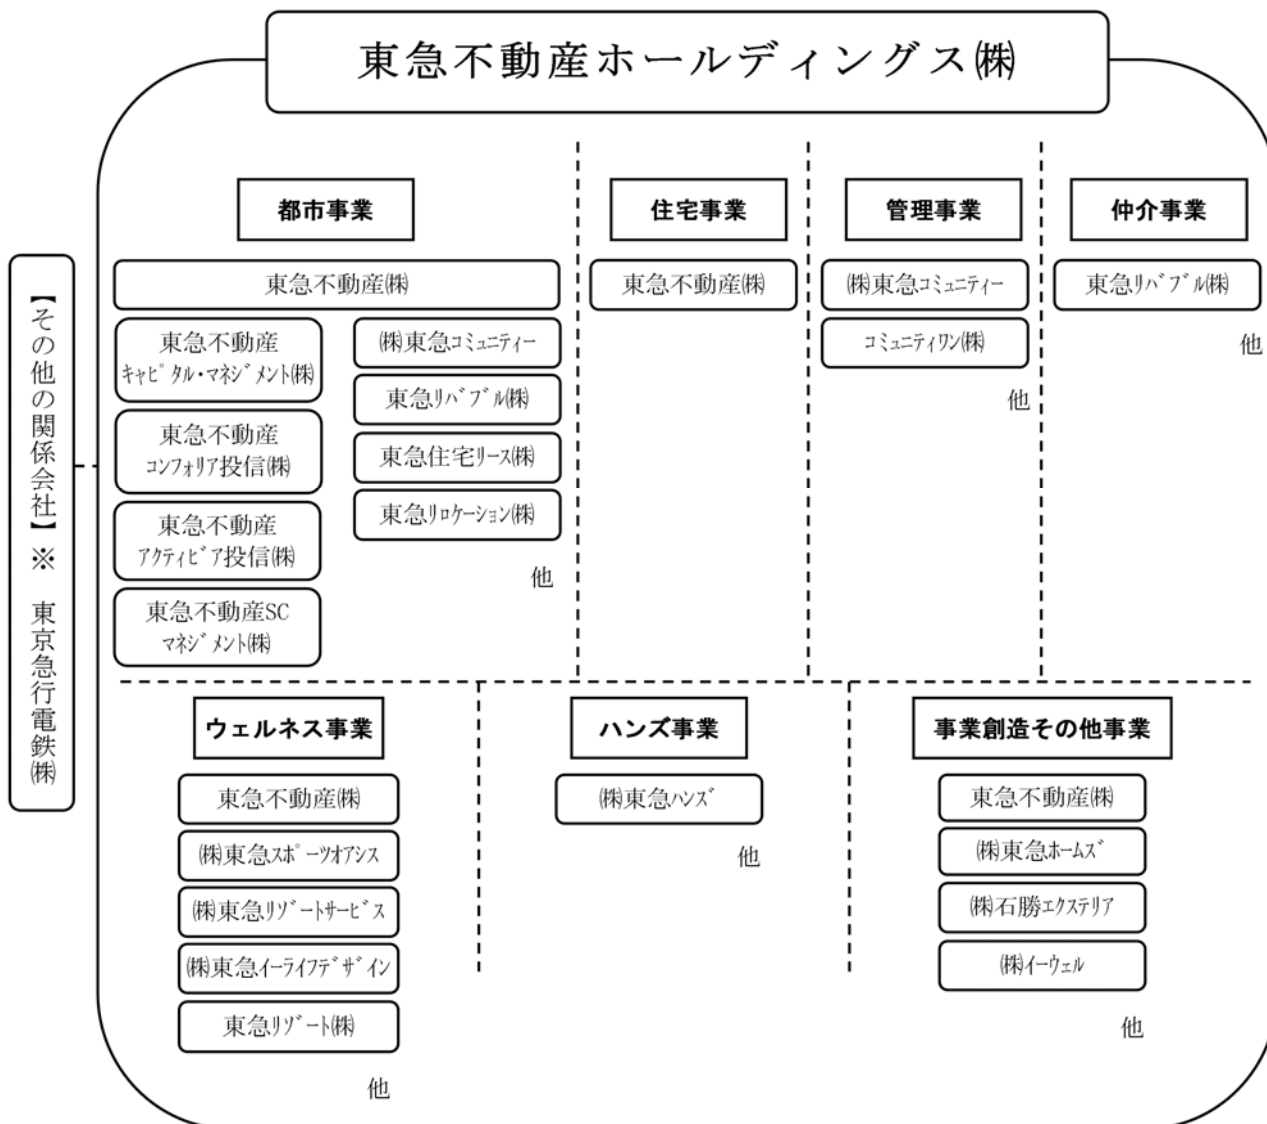 東急不動産ホールディングス㈱
【その他の関係会社】※　東京急行電鉄㈱
都市事業
東急不動産㈱
東急不動産
ｷｬﾋﾟﾀﾙ・ﾏﾈｼﾞﾒﾝﾄ㈱
東急不動産
ｺﾝﾌｫﾘｱ投信㈱
東急不動産
ｱｸﾃｨﾋﾞｱ投信㈱
東急不動産SC
ﾏﾈｼﾞﾒﾝﾄ㈱
㈱東急ｺﾐｭﾆﾃｨｰ
東急ﾘﾊﾞﾌﾞﾙ㈱
東急住宅ﾘｰｽ㈱
東急ﾘﾛｹｰｼｮﾝ㈱
他
住宅事業
東急不動産㈱
管理事業
㈱東急ｺﾐｭﾆﾃｨｰ
ｺﾐｭﾆﾃｨﾜﾝ㈱
他
仲介事業
東急ﾘﾊﾞﾌﾞﾙ㈱
他
ウェルネス事業
東急不動産㈱
㈱東急ｽﾎﾟｰﾂｵｱｼｽ
㈱東急ﾘｿﾞｰﾄｻｰﾋﾞｽ
㈱東急ｲｰﾗｲﾌﾃﾞｻﾞｲﾝ
東急ﾘｿﾞｰﾄ㈱
他
ハンズ事業
㈱東急ﾊﾝｽﾞ
他
事業創造その他事業
東急不動産㈱
㈱東急ﾎｰﾑｽﾞ
㈱石勝ｴｸｽﾃﾘｱ
㈱ｲｰｳｪﾙ
他